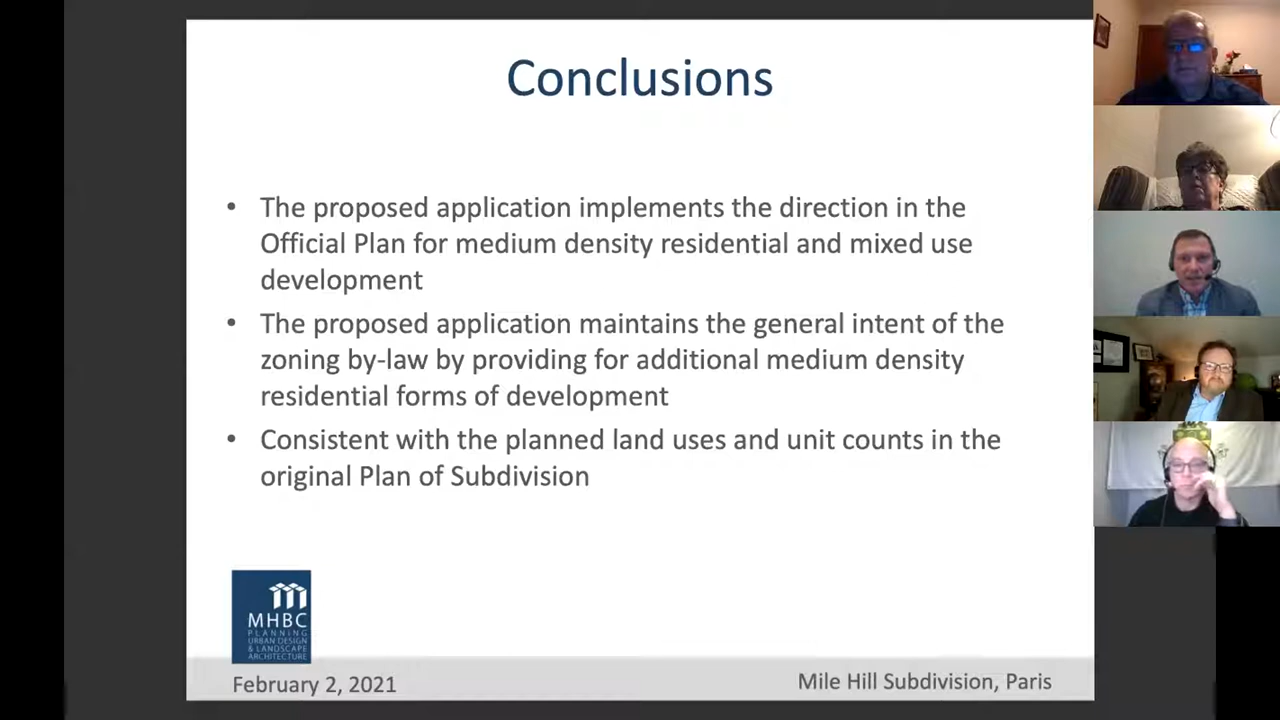 Conclusions
• The proposed application implements the direction in the
Official Plan for medium density residential and mixed use
development
• The proposed application maintains the general intent of the
zoning by-law by providing for additional medium density
residential forms of development
• Consistent with the planned land uses and unit counts in the
original Plan of Subdivision
MHBC
PLANNING
URBAN DESIGN
& LANDSCAPE
ARCHITECTURE
February 2, 2021
Mile Hill Subdivision, Paris